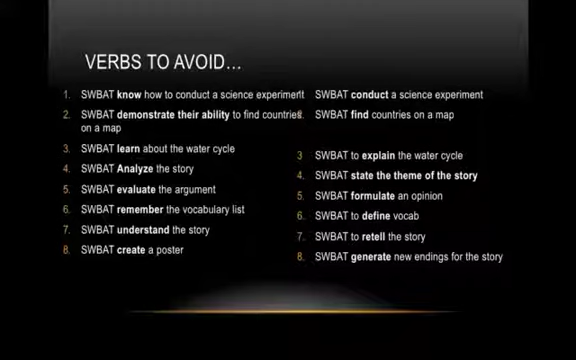 VERBS TO AVOID…
1. SWBAT know how to conduct a science experiment
2. SWBAT demonstrate their ability to find countries
on a map
3. SWBAT learn about the water cycle
4. SWBAT Analyze the story
5. SWBAT evaluate the argument
6. SWBAT remember the vocabulary list
7. SWBAT understand the story
8. SWBAT create a poster
1. SWBAT conduct a science experiment
2. SWBAT find countries on a map
3 SWBAT to explain the water cycle
4. SWBAT state the theme of the story
5. SWBAT formulate an opinion
6. SWBAT to define vocab
7. SWBAT to retell the story
8. SWBAT generate new endings for the story